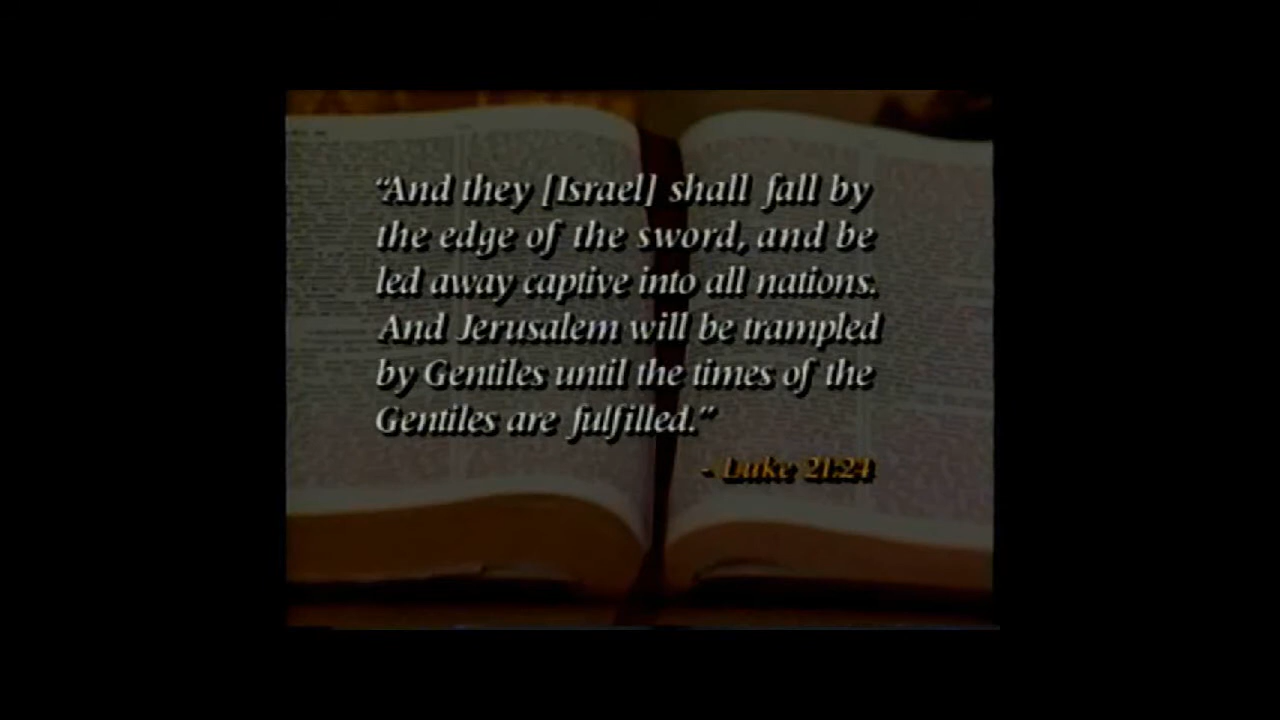 “And they [Israel] shall fall by
the edge of the sword, and be
led away captive into all nations.
And Jerusalem will be trampled
by Gentiles until the times of the
Gentiles are fulfilled.”
- Luke 21:24